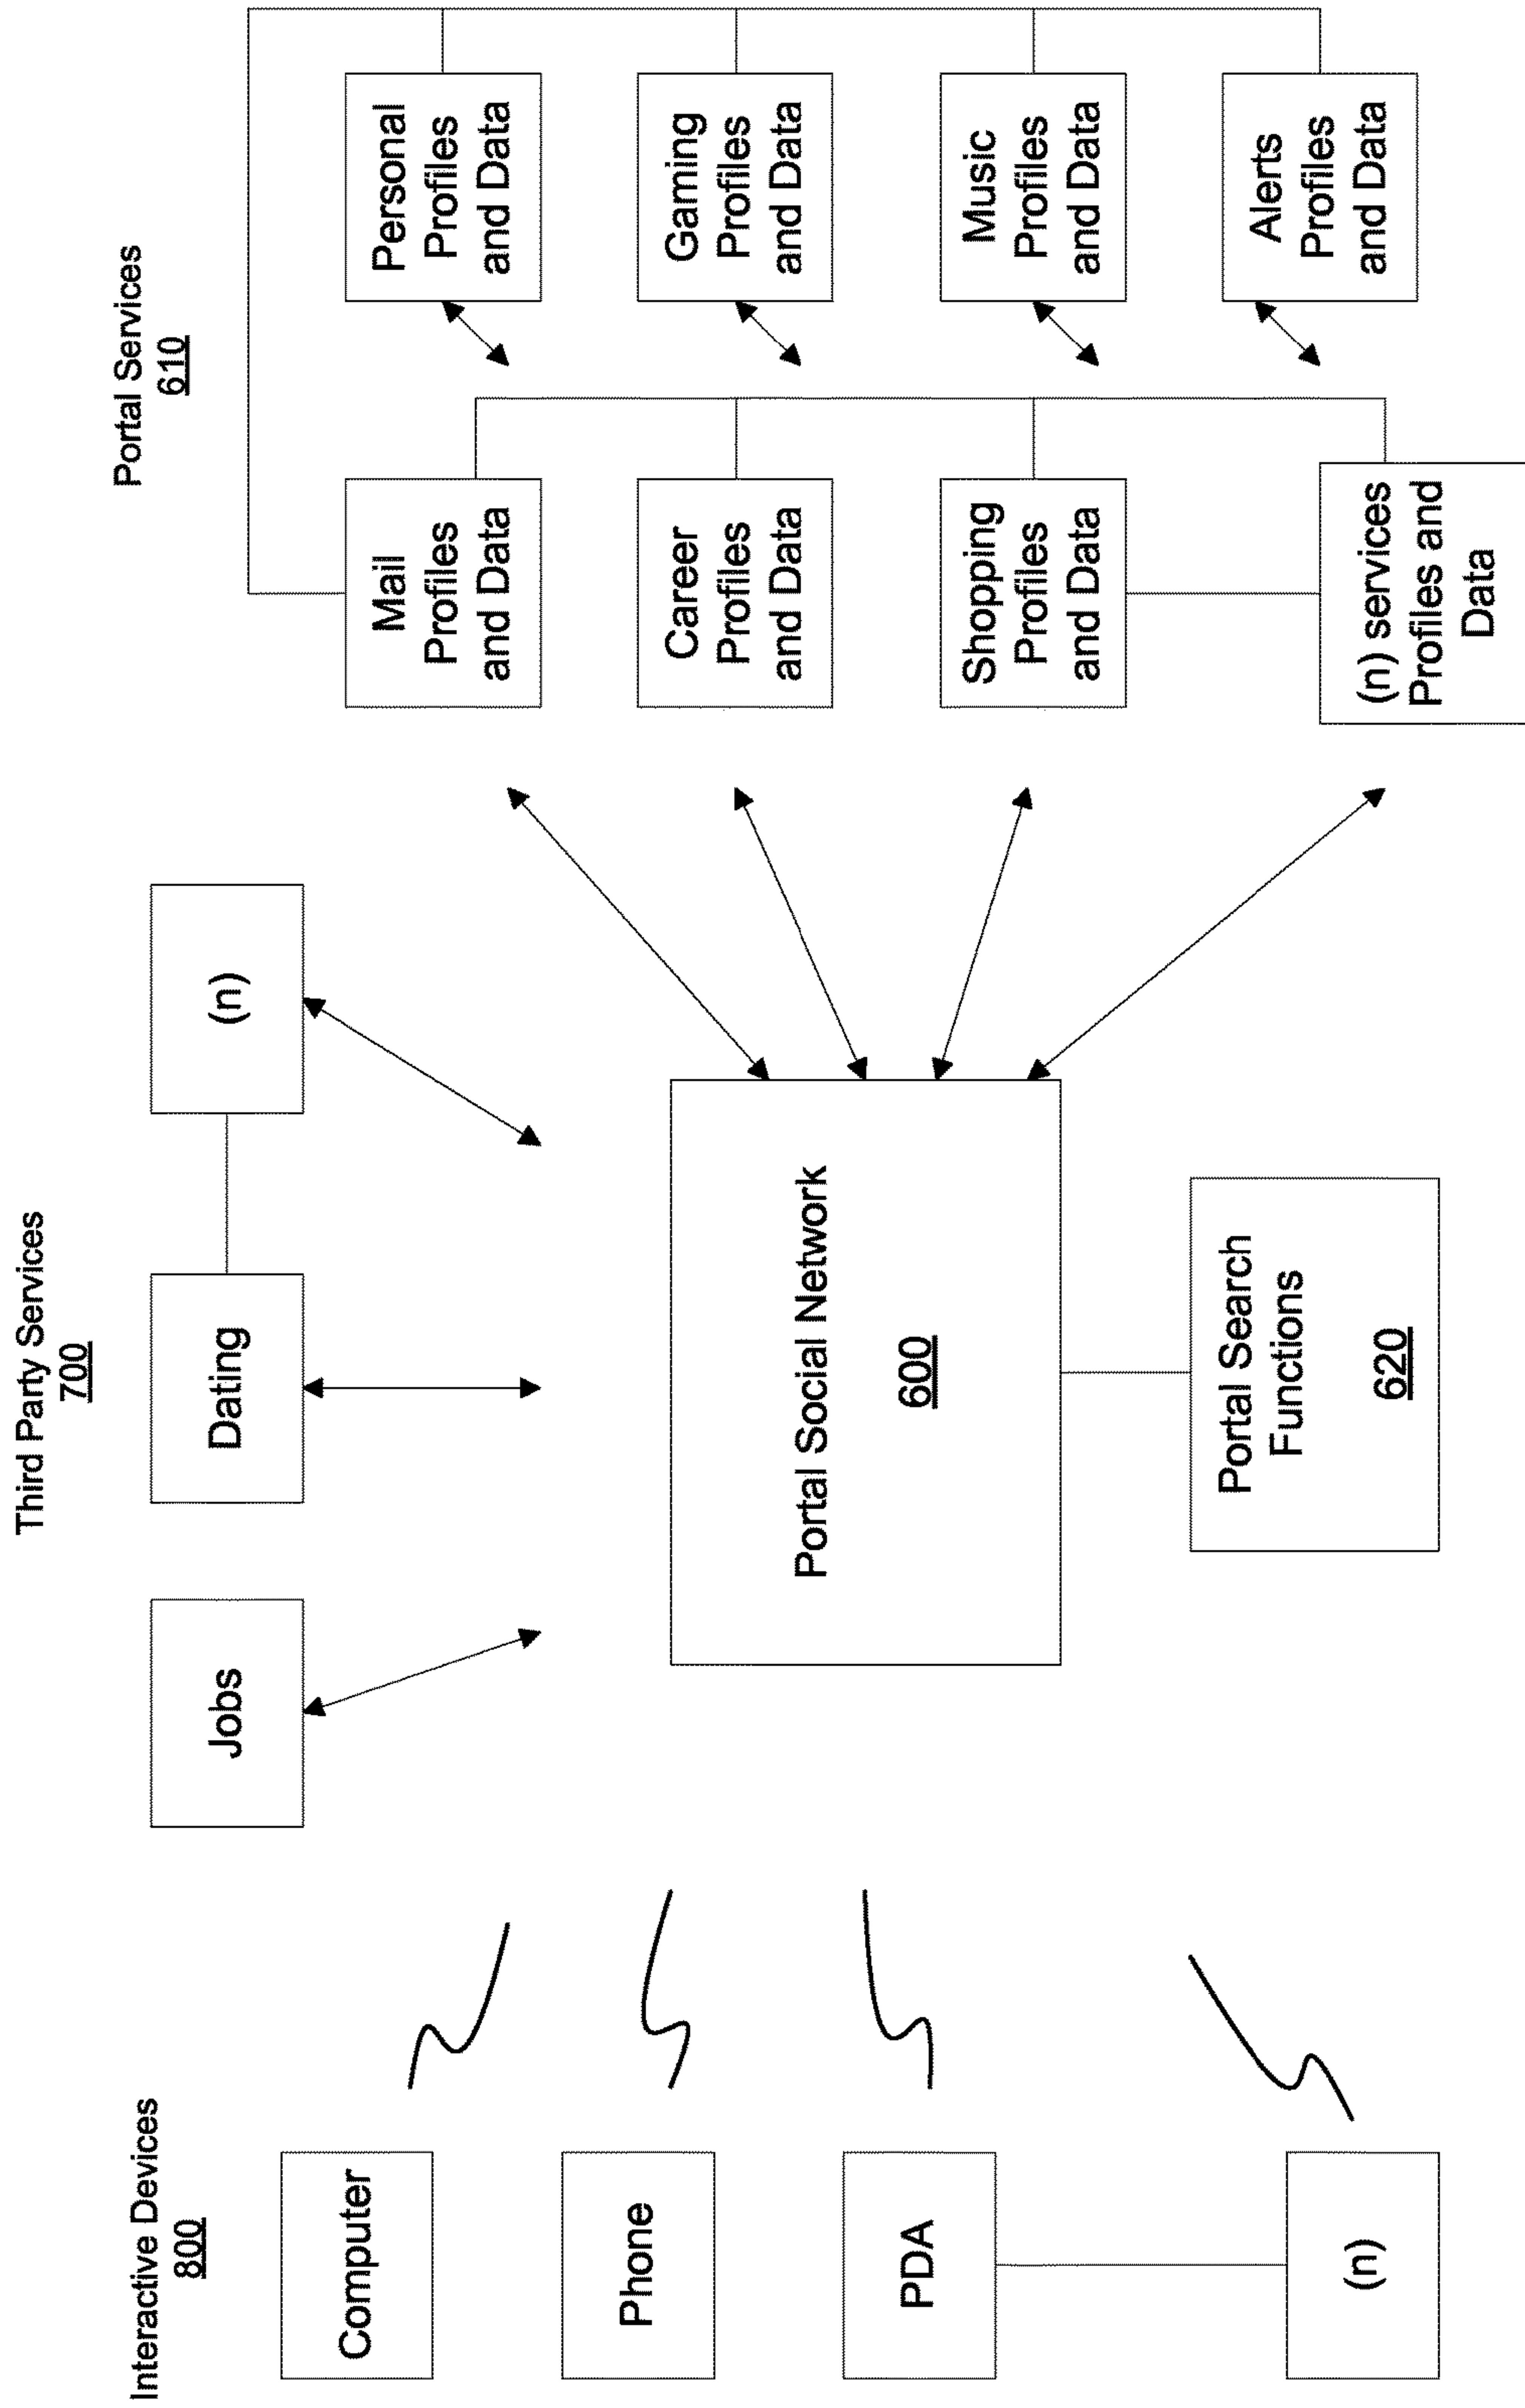 Interactive Devices
800
Computer
Phone
PDA
(n)
Third Party Services
700
Jobs
Dating
(n)
Portal Social Network
600
Portal Search
Functions
620
Portal Services
610
Mail
Profiles
and Data
Personal
Profiles
and Data
Career
Profiles
and Data
Gaming
Profiles
and Data
Shopping
Profiles
and Data
Music
Profiles
and Data
(n) services
Profiles and
Data
Alerts
Profiles
and Data